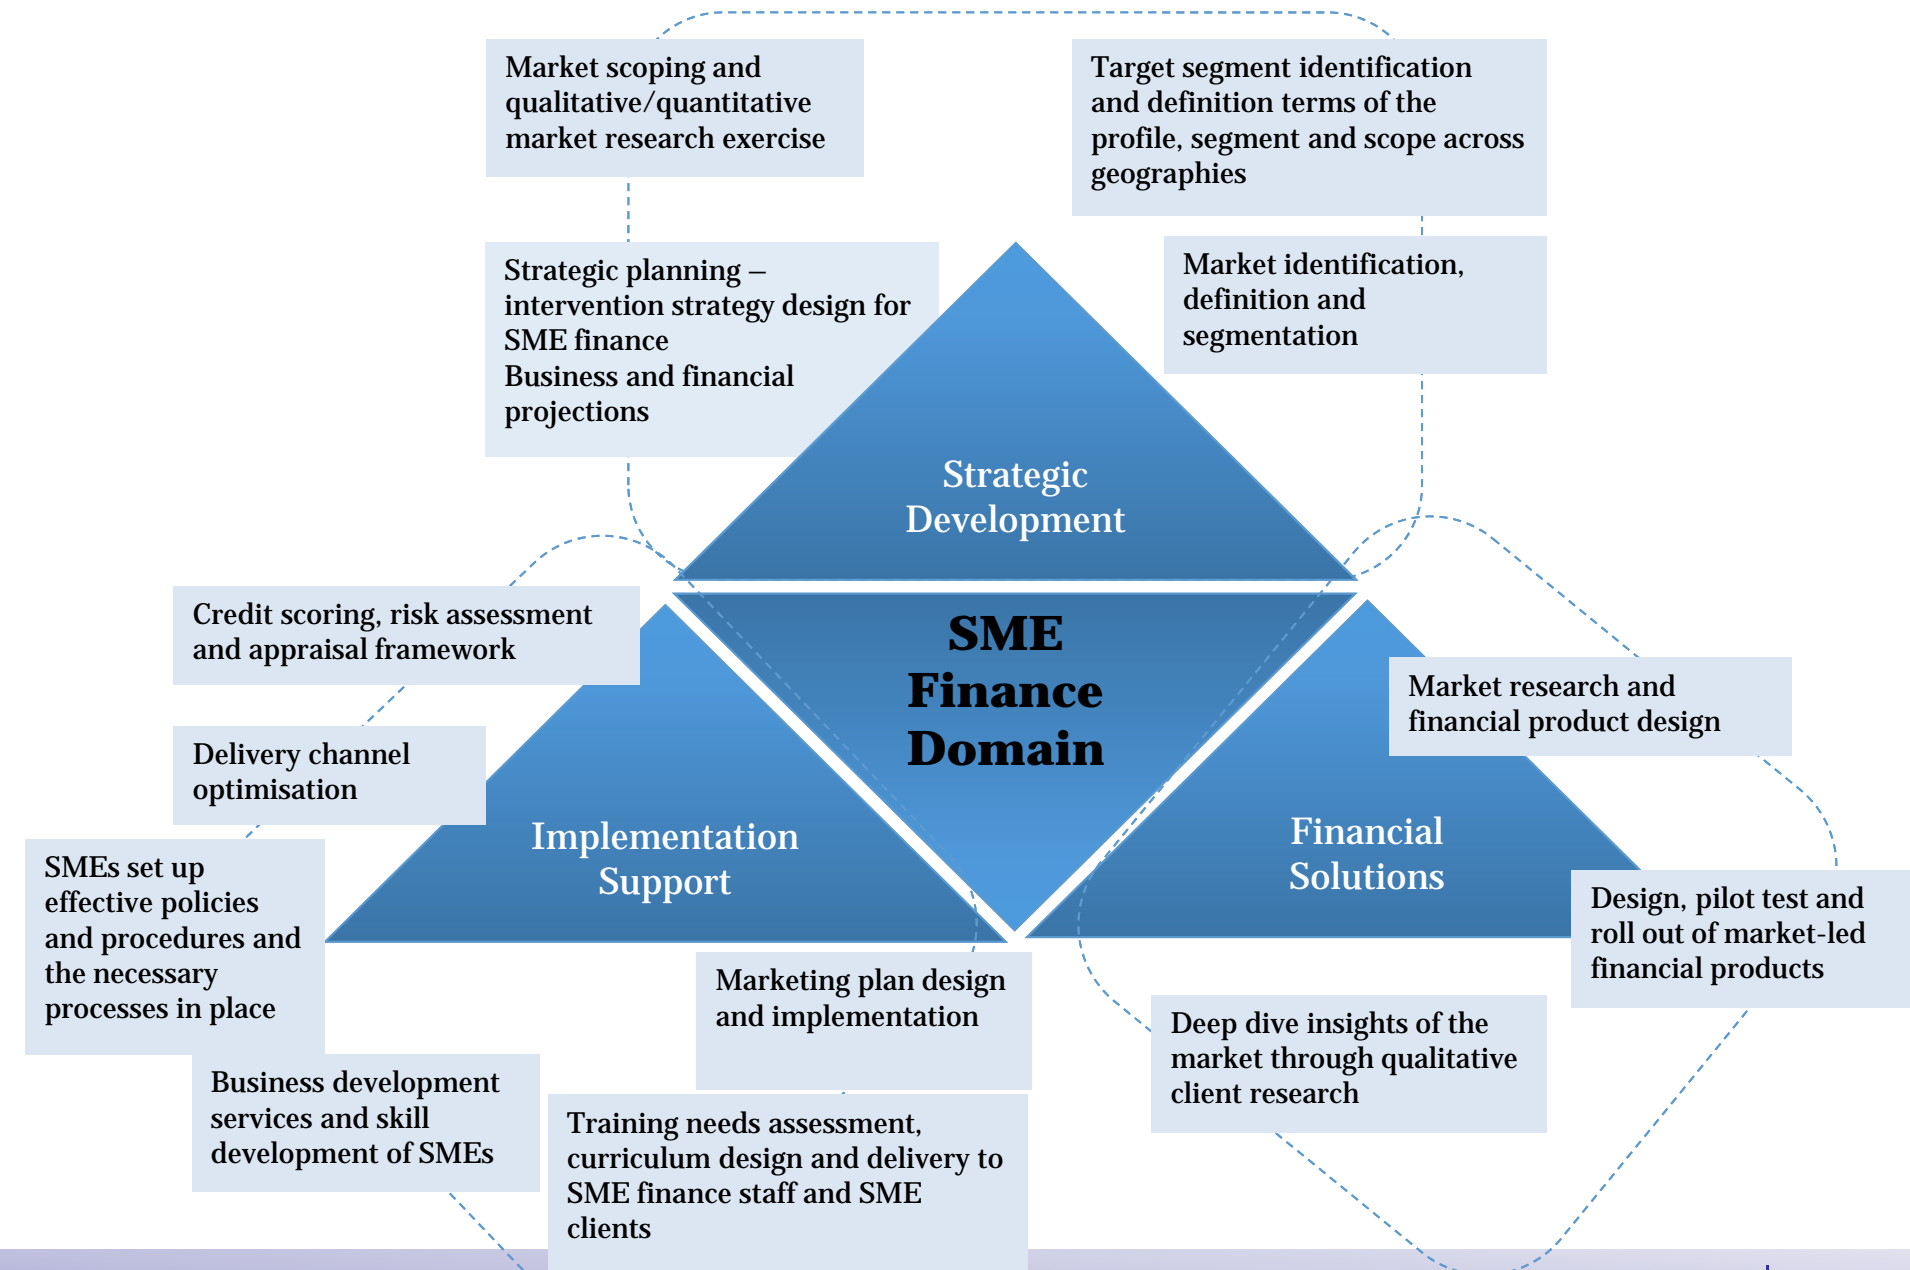 Market scoping and
qualitative/quantitative
market research exercise
Target segment identification
and definition terms of the
profile, segment and scope across
geographies
Strategic planning –
intervention strategy design for
SME finance
Business and financial
projections
Market identification,
definition and
segmentation
Strategic
Development
Credit scoring, risk assessment
and appraisal framework
SME
Finance
Domain
Market research and
financial product design
Delivery channel
optimisation
Implementation
Support
Financial
Solutions
SMEs set up
effective policies
and procedures and
the necessary
processes in place
Design, pilot test and
roll out of market-led
financial products
Marketing plan design
and implementation
Deep dive insights of the
market through qualitative
client research
Business development
services and skill
development of SMEs
Training needs assessment,
curriculum design and delivery to
SME finance staff and SME
clients